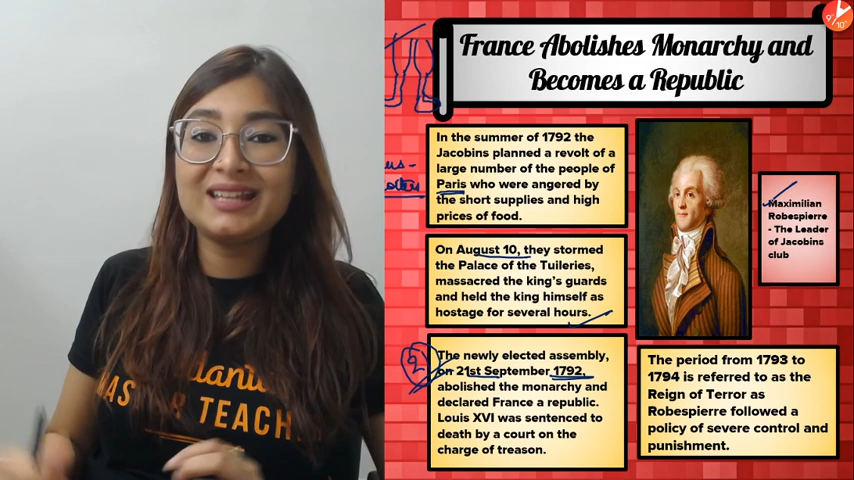 France Abolishes Monarchy and
Becomes a Republic
In the summer of 1792 the
Jacobins planned a revolt of a
large number of the people of
Paris who were angered by
the short supplies and high
prices of food.
Maximilian
Robespierre
- The Leader
of Jacobins
club
On August 10, they stormed
the Palace of the Tuileries,
massacred the king's guards
and held the king himself as
hostage for several hours.
The newly elected assembly,
on 21st September 1792,
abolished the monarchy and
declared France a republic.
Louis XVI was sentenced to
death by a court on the
charge of treason.
The period from 1793 to
1794 is referred to as the
Reign of Terror as
Robespierre followed a
policy of severe control and
punishment.
TEACH